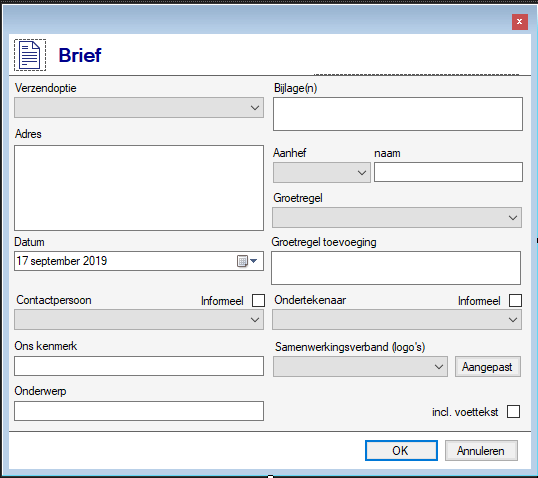 x
Brief
Verzendoptie
Bijlage(n)
Adres
Aanhef naam
Groetregel
Datum
17 september 2019
Groetregel toevoeging
Contactpersoon Informeel
Ondertekenaar Informeel
Ons kenmerk
Samenwerkingsverband (logo's)
Aangepast
Onderwerp
incl. voettekst
OK Annuleren